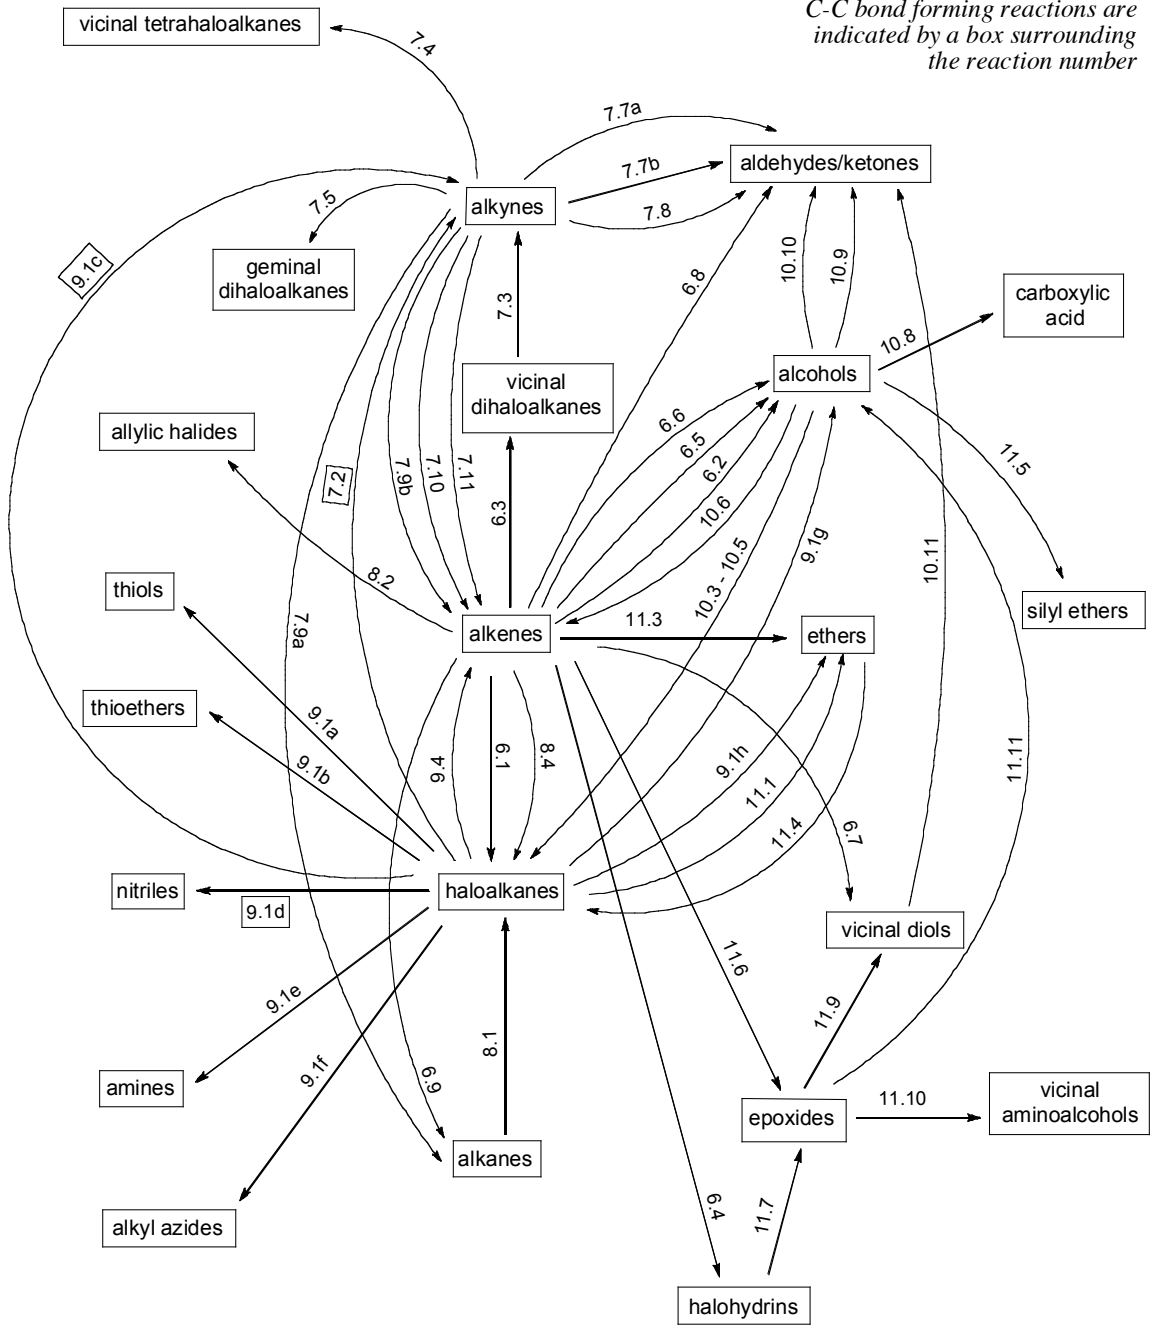 C-C bond forming reactions are
indicated by a box surrounding
the reaction number
vicinal tetrahaloalkanes
7.4
7.7a
7.7b
7.8
aldehydes/ketones
alkynes
7.5
geminal
dihaloalkanes
9.1c
7.3
6.8
10.10
10.9
carboxylic
acid
10.8
alcohols
vicinal
dihaloalkanes
allylic halides
7.2
7.9b
7.10
7.11
6.3
6.6
6.5
6.2
10.6
10.3 - 10.5
9.1g
11.5
10.11
8.2
thiols
7.9a
alkenes
11.3
ethers
silyl ethers
thioethers
9.1a
9.1b
9.4
6.1
8.4
9.1h
11.1
11.4
6.7
11.11
nitriles
9.1d
haloalkanes
vicinal diols
11.6
9.1e
9.1f
8.1
11.9
amines
6.9
alkanes
epoxides
11.10
vicinal
aminoalcohols
alkyl azides
6.4
11.7
halohydrins